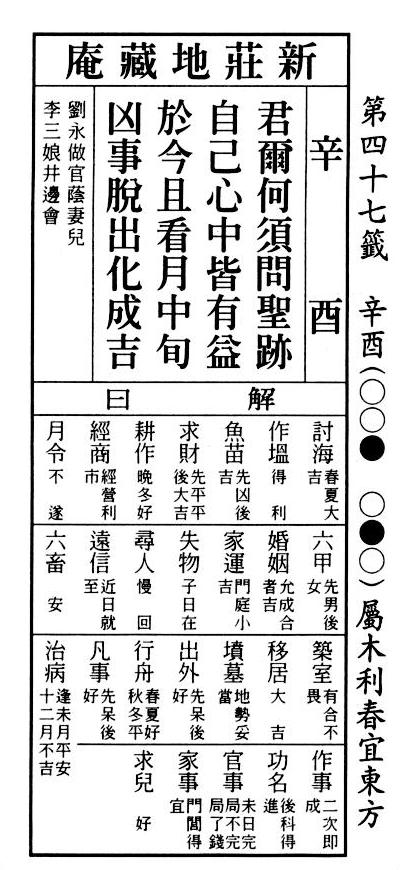 第四十七籤 辛酉(○○● ○●○)屬木利春宜東方
新莊地藏庵
辛酉
君爾何須問聖跡
自己心中皆有益
於今且看月中旬
凶事脫出化成吉
劉永做官蔭妻兒
李三娘井邊會
解曰
討海 春夏大吉
作塭 得利
魚苗 先凶後吉
求財 先平平後大吉
耕作 晚冬好
經商 經營利市
月令 不遂
六甲 先男後女
婚姻 允成合者吉
家運 門庭小吉
失物 子日在
尋人 慢回
遠信 近日就至
六畜 安
築室 有合不畏
移居 大吉
墳墓 地勢妥當
出外 先呆後好
行舟 春夏好秋冬平
凡事 先呆後好
治病 逢未月平安十二月不吉
作事 二次即成
功名 後科得進
官事 未日完局不完局了錢
家事 門閭得宜
求兒 好